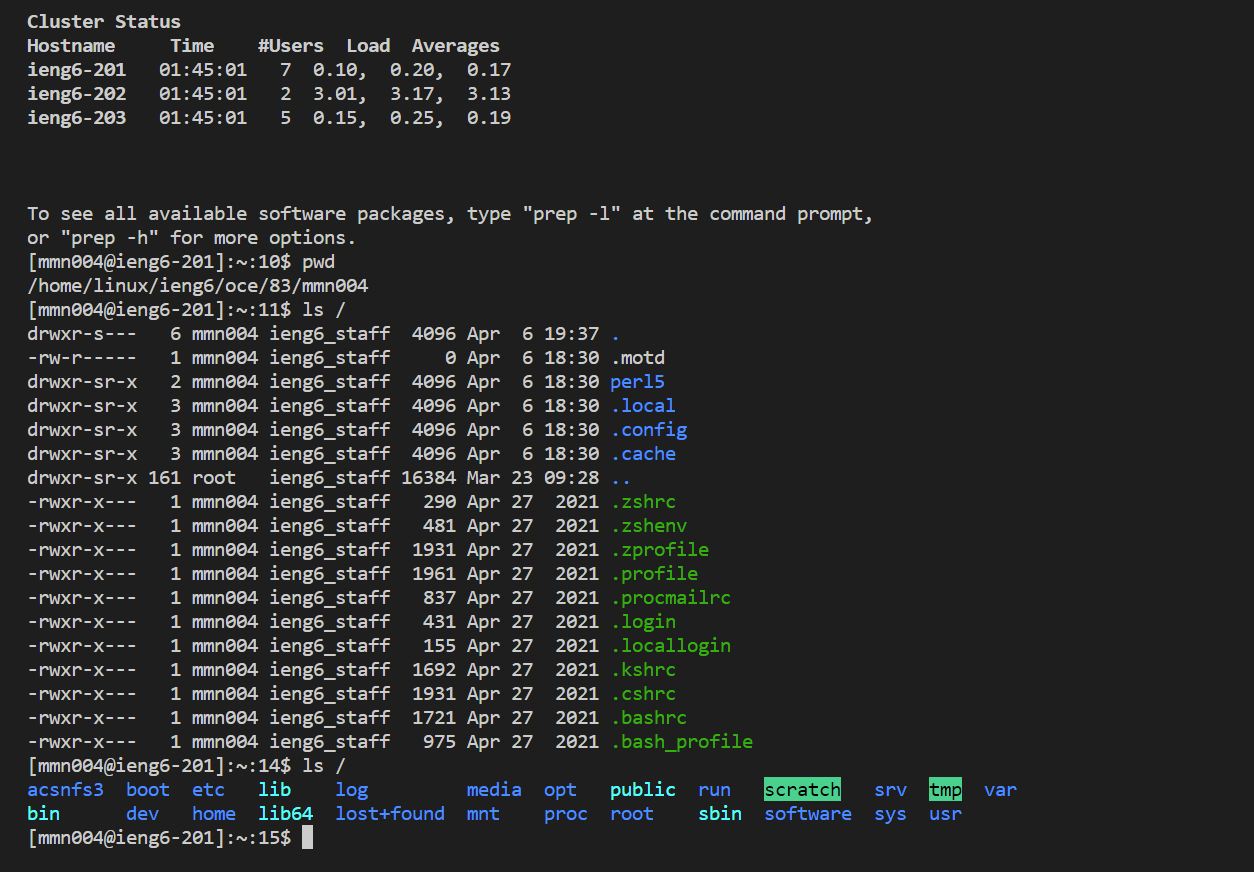 Cluster Status
Hostname     Time    #Users  Load  Averages
ieng6-201   01:45:01   7  0.10,  0.20,  0.17
ieng6-202   01:45:01   2  3.01,  3.17,  3.13
ieng6-203   01:45:01   5  0.15,  0.25,  0.19
To see all available software packages, type "prep -l" at the command prompt,
or "prep -h" for more options.
[mmn004@ieng6-201]:~:10$ pwd
/home/linux/ieng6/oce/83/mmn004
[mmn004@ieng6-201]:~:11$ ls /
drwxr-s---   6 mmn004 ieng6_staff  4096 Apr  6 19:37 .
-rw-r-----   1 mmn004 ieng6_staff     0 Apr  6 18:30 .motd
drwxr-sr-x   2 mmn004 ieng6_staff  4096 Apr  6 18:30 perl5
drwxr-sr-x   3 mmn004 ieng6_staff  4096 Apr  6 18:30 .local
drwxr-sr-x   3 mmn004 ieng6_staff  4096 Apr  6 18:30 .config
drwxr-sr-x   3 mmn004 ieng6_staff  4096 Apr  6 18:30 .cache
drwxr-sr-x 161 root   ieng6_staff 16384 Mar 23 09:28 ..
-rwxr-x---   1 mmn004 ieng6_staff   290 Apr 27  2021 .zshrc
-rwxr-x---   1 mmn004 ieng6_staff   481 Apr 27  2021 .zshenv
-rwxr-x---   1 mmn004 ieng6_staff  1931 Apr 27  2021 .zprofile
-rwxr-x---   1 mmn004 ieng6_staff  1961 Apr 27  2021 .profile
-rwxr-x---   1 mmn004 ieng6_staff   837 Apr 27  2021 .procmailrc
-rwxr-x---   1 mmn004 ieng6_staff   431 Apr 27  2021 .login
-rwxr-x---   1 mmn004 ieng6_staff   155 Apr 27  2021 .locallogin
-rwxr-x---   1 mmn004 ieng6_staff  1692 Apr 27  2021 .kshrc
-rwxr-x---   1 mmn004 ieng6_staff  1931 Apr 27  2021 .cshrc
-rwxr-x---   1 mmn004 ieng6_staff  1721 Apr 27  2021 .bashrc
-rwxr-x---   1 mmn004 ieng6_staff   975 Apr 27  2021 .bash_profile
[mmn004@ieng6-201]:~:14$ ls /
acsnfs3  boot  etc   lib    log         media  opt   public  run   scratch   srv  tmp  var
bin      dev   home  lib64  lost+found  mnt    proc  root    sbin  software  sys  usr
[mmn004@ieng6-201]:~:15$